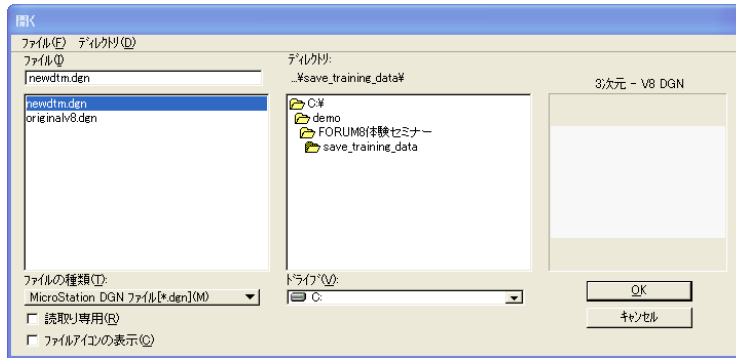 開く
ファイル(F) ディレクトリ(D)
ファイル(I)
newdtm.dgn
newdtm.dgn
originalv8.dgn
ファイルの種類(T):
MicroStation DGN ファイル[*.dgn](M)
読取り専用(R)
ファイルアイコンの表示(C)
ディレクトリ:
...¥save_training_data¥
C:¥
demo
FORUM8体験セミナー
save_training_data
ドライブ(V):
C:
3次元 - V8 DGN
OK
キャンセル